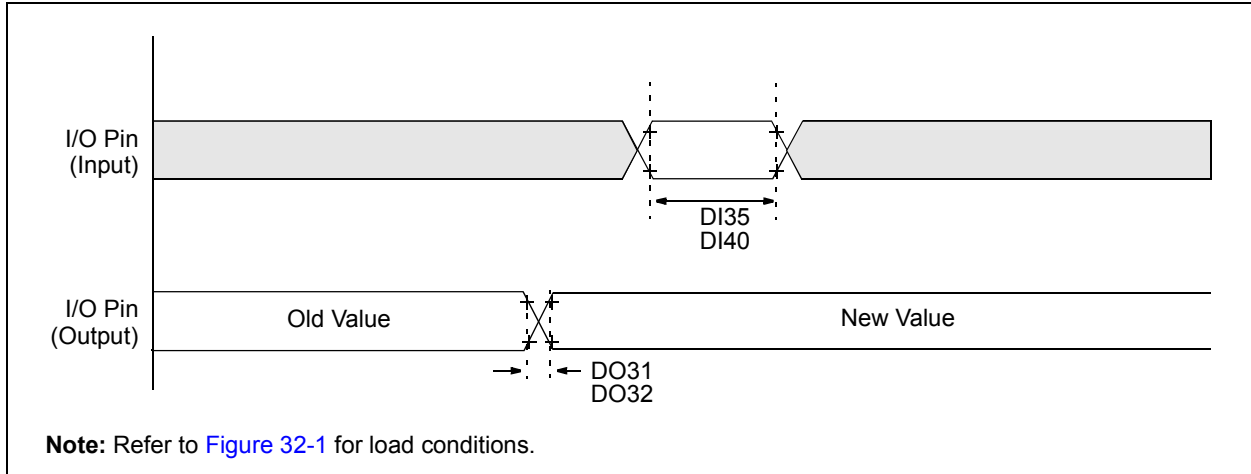 I/O Pin
(Input)
DI35
DI40
I/O Pin
(Output)
Old Value
New Value
DO31
DO32
Note: Refer to Figure 32-1 for load conditions.